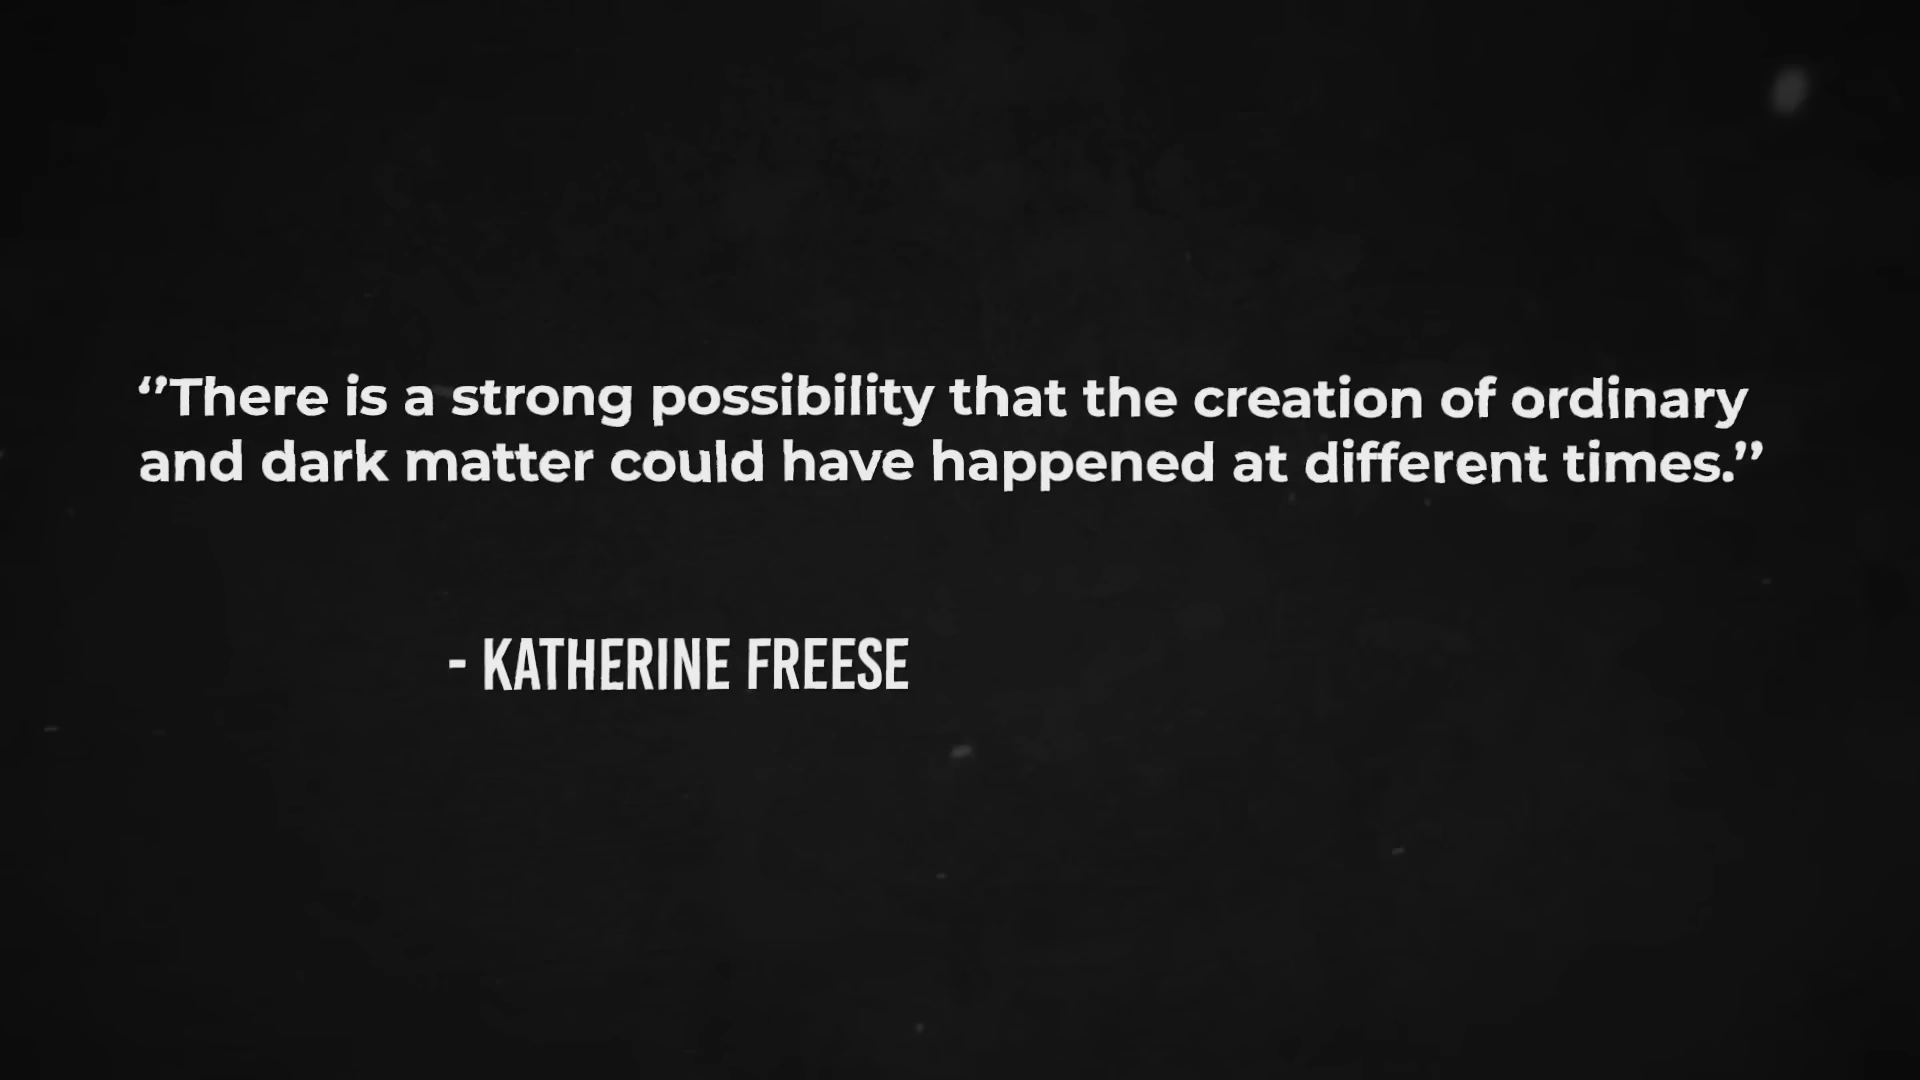 ‘’There is a strong possibility that the creation of ordinary
and dark matter could have happened at different times.’’
- KATHERINE FREESE